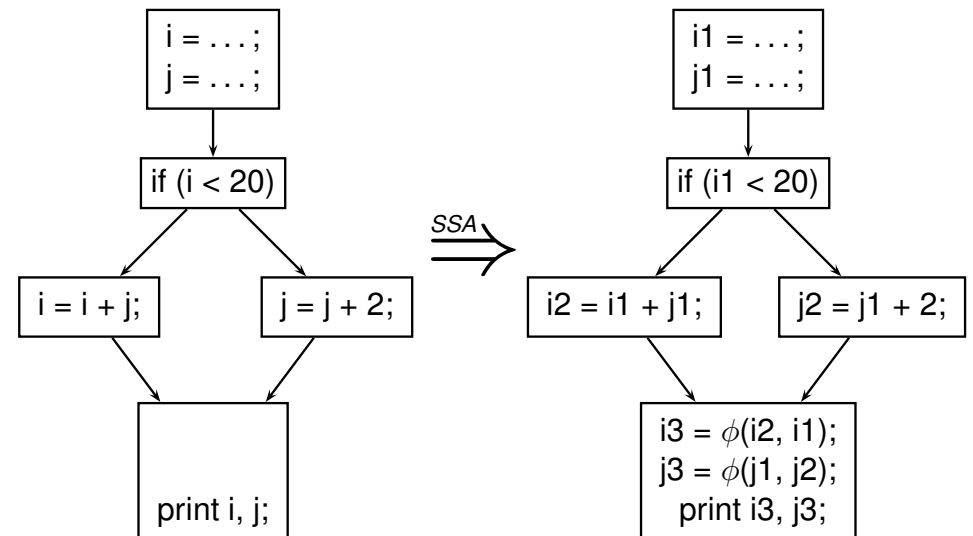 i = . . . ;
j = . . . ;
if (i < 20)
i = i + j;
j = j + 2;
print i, j;
SSA
i1 = . . . ;
j1 = . . . ;
if (i1 < 20)
i2 = i1 + j1;
j2 = j1 + 2;
i3 = ϕ(i2, i1);
j3 = ϕ(j1, j2);
print i3, j3;